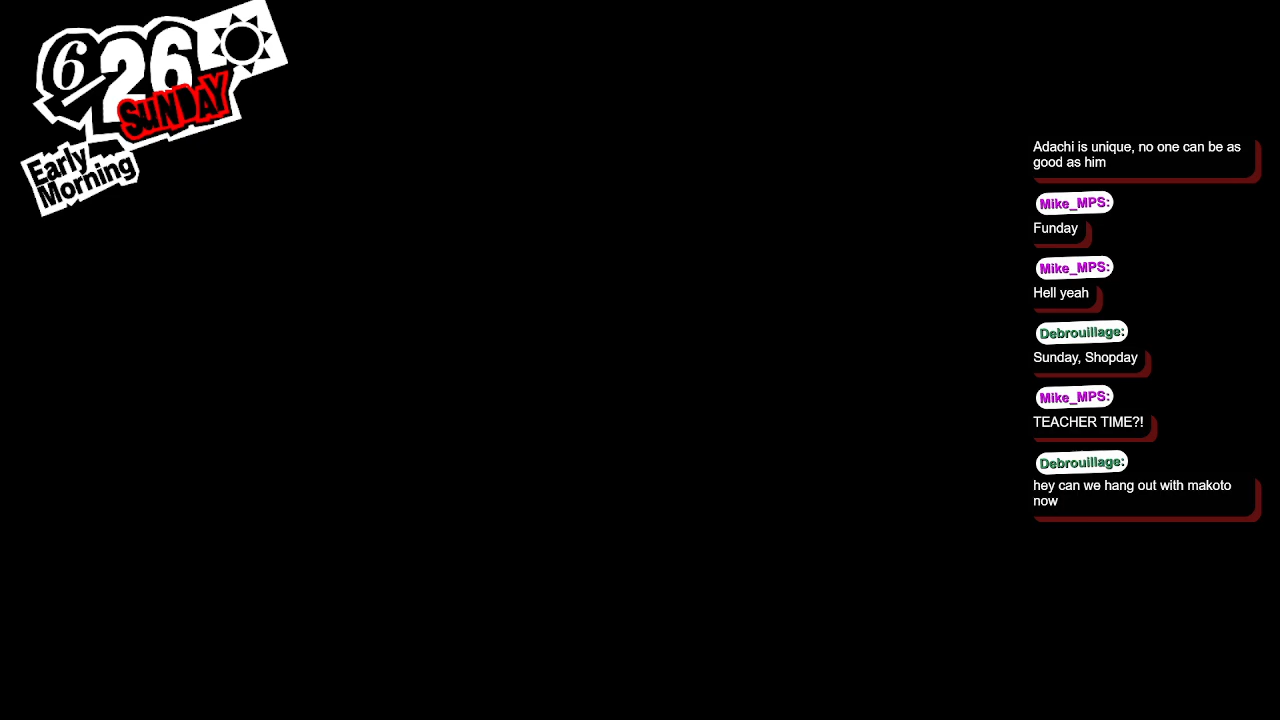 6/26
SUNDAY
Early
Morning
Adachi is unique, no one can be as
good as him
Mike_MPS:
Funday
Mike_MPS:
Hell yeah
Debrouillage:
Sunday, Shopday
Mike_MPS:
TEACHER TIME?!
Debrouillage:
hey can we hang out with makoto
now